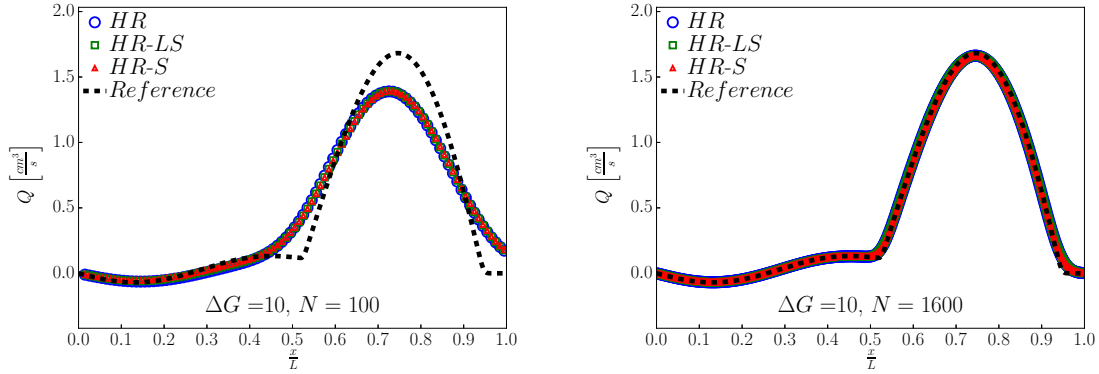 2.0
1.5
1.0
0.5
0.0
Q [cm³/s]
HR
HR-LS
HR-S
Reference
ΔG =10, N = 100
0.0 0.1 0.2 0.3 0.4 0.5 0.6 0.7 0.8 0.9 1.0
x/L
2.0
1.5
1.0
0.5
0.0
Q [cm³/s]
HR
HR-LS
HR-S
Reference
ΔG =10, N = 1600
0.0 0.1 0.2 0.3 0.4 0.5 0.6 0.7 0.8 0.9 1.0
x/L